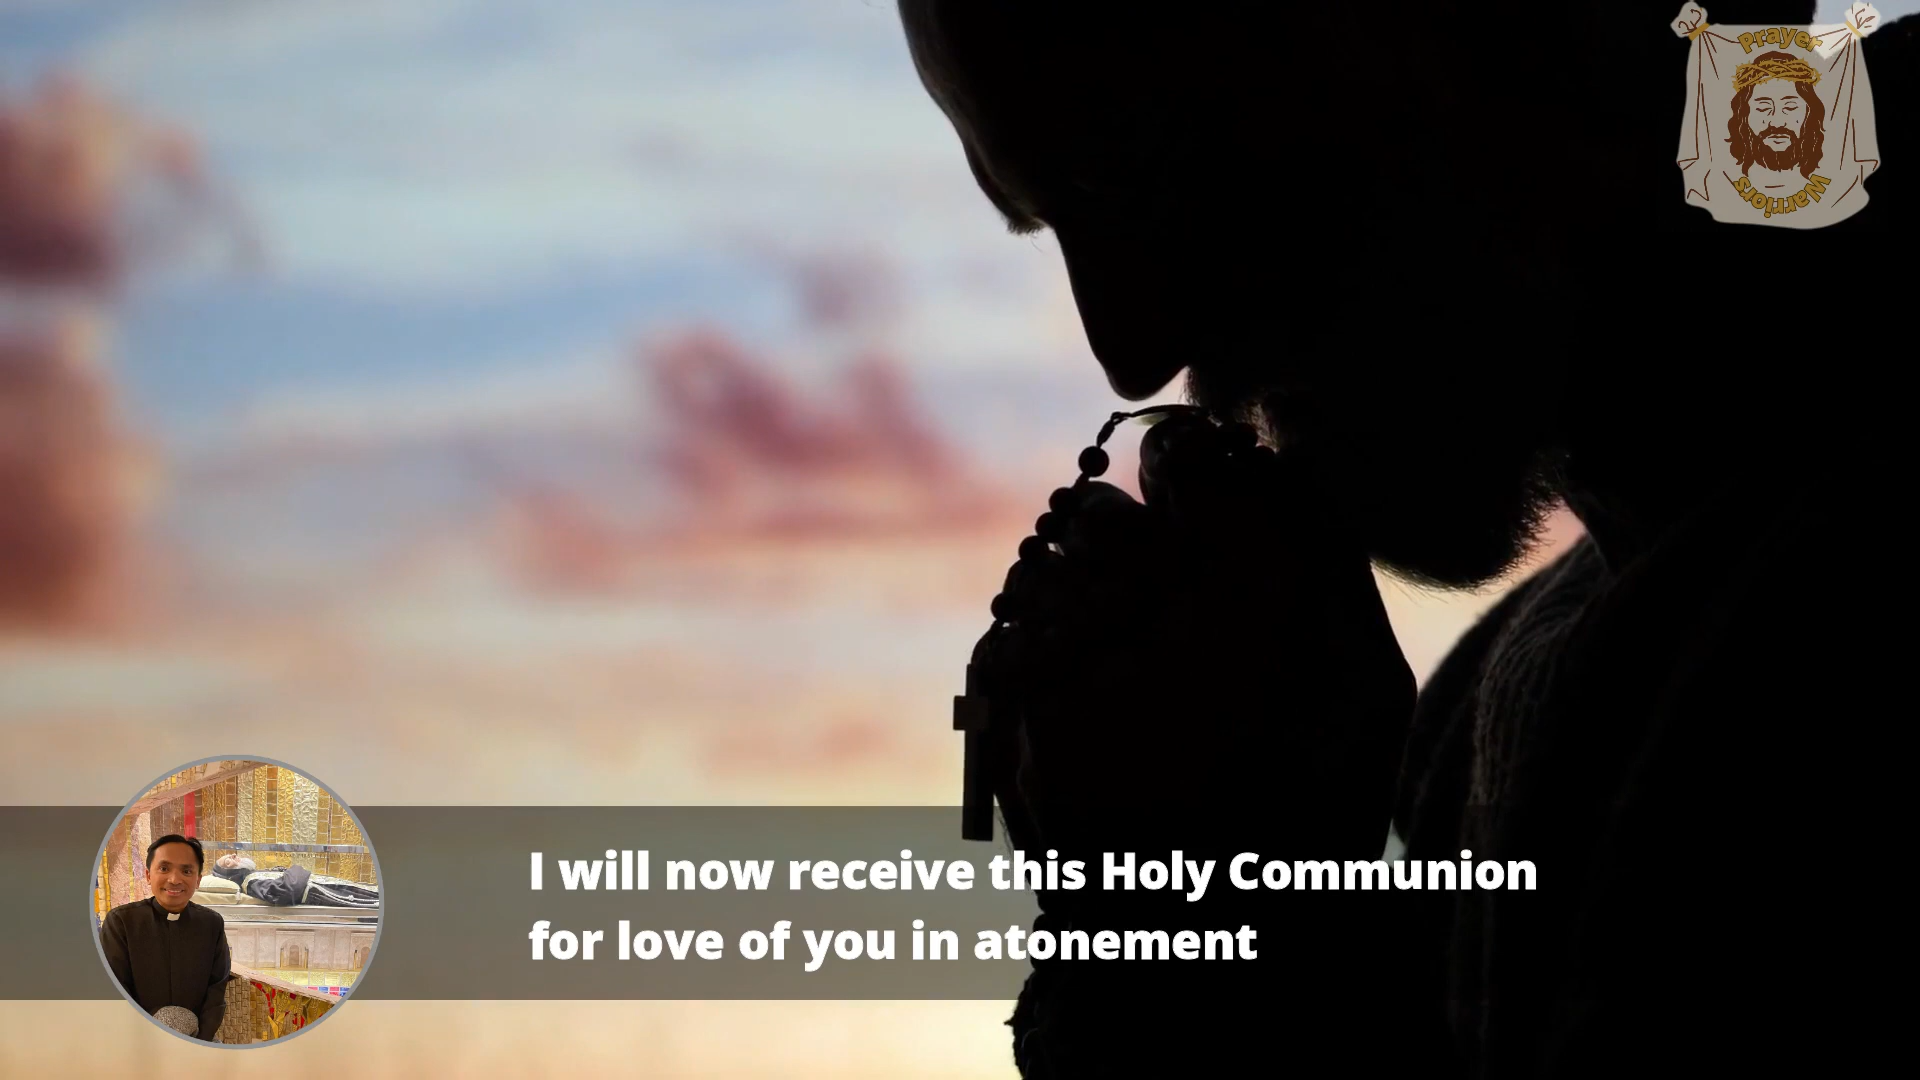 Prayer
Warriors
I will now receive this Holy Communion
for love of you in atonement